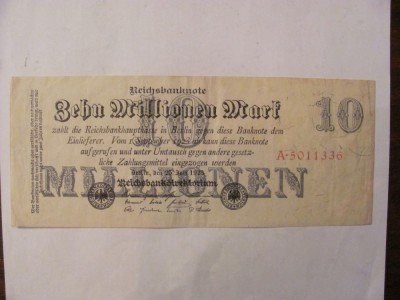 Reichsbanknote
10
Zehn Millionen Mark
10
zahlt die Reichsbankhauptkasse in Berlin gegen diese Banknote dem
Einlieferer. Vom 1. September 1923 ab kann diese Banknote
aufgerufen und unter Umtausch gegen andere gesetz-
liche Zahlungsmittel eingezogen werden
A·5011336
MILLIONEN
Berlin, den 25. Juli 1923
Reichsbankdirektorium